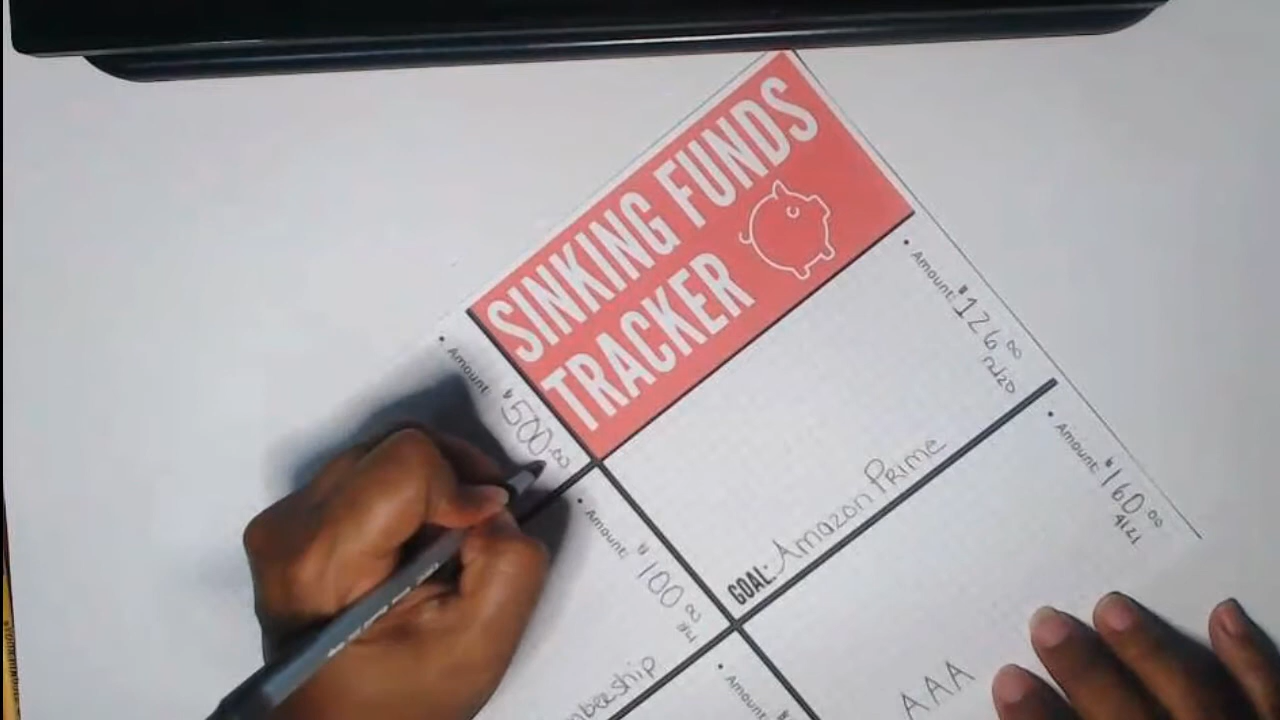 SINKING FUNDS
TRACKER
• Amount: $126.00
12/20
GOAL: Amazon Prime
• Amount: $160.00
4/21
AAA
• Amount: $500.00
• Amount: $100.00
• Amount: $